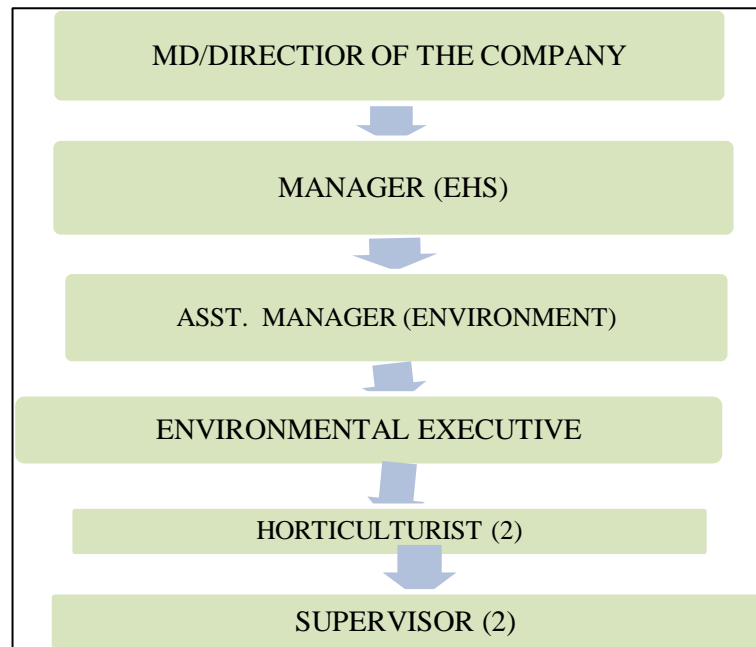 MD/DIRECTIOR OF THE COMPANY
MANAGER (EHS)
ASST. MANAGER (ENVIRONMENT)
ENVIRONMENTAL EXECUTIVE
HORTICULTURIST (2)
SUPERVISOR (2)